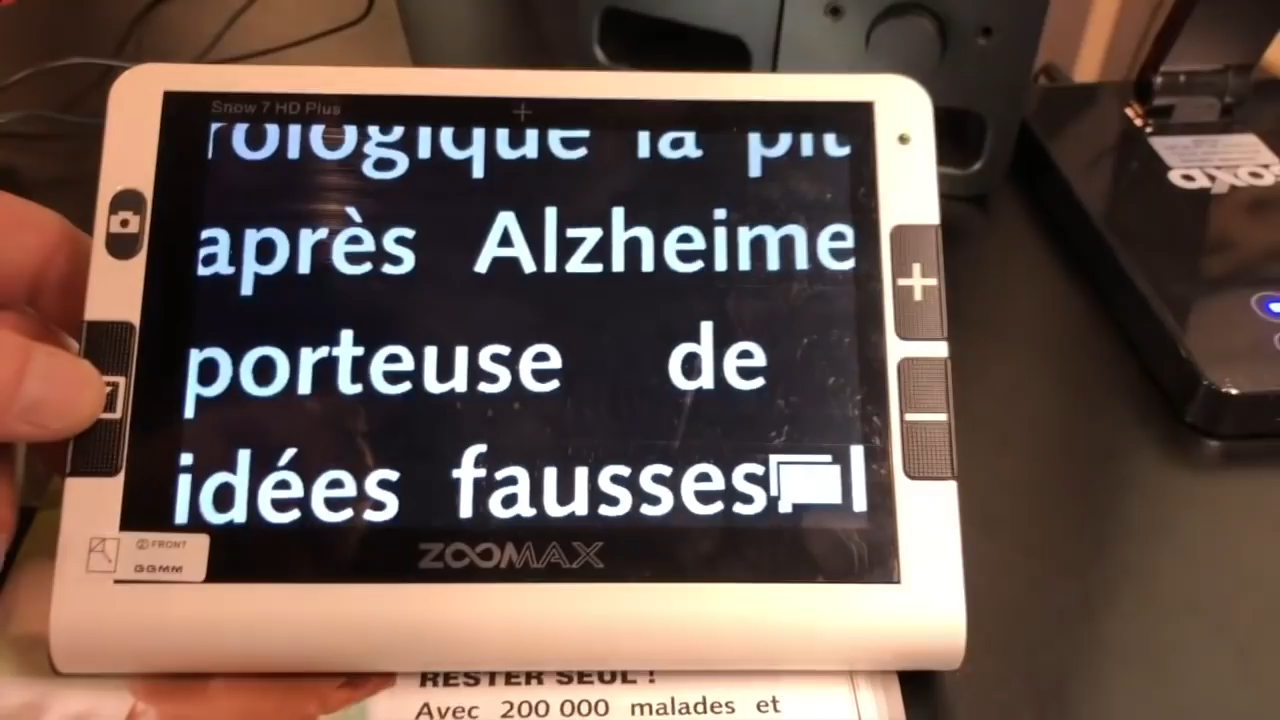 Snow 7 HD Plus
rologique la plu
après Alzheime
porteuse de
idées fausses. l
② FRONT
GGMM
ZOOMAX
RESTER SEUL !
Avec 200 000 malades et